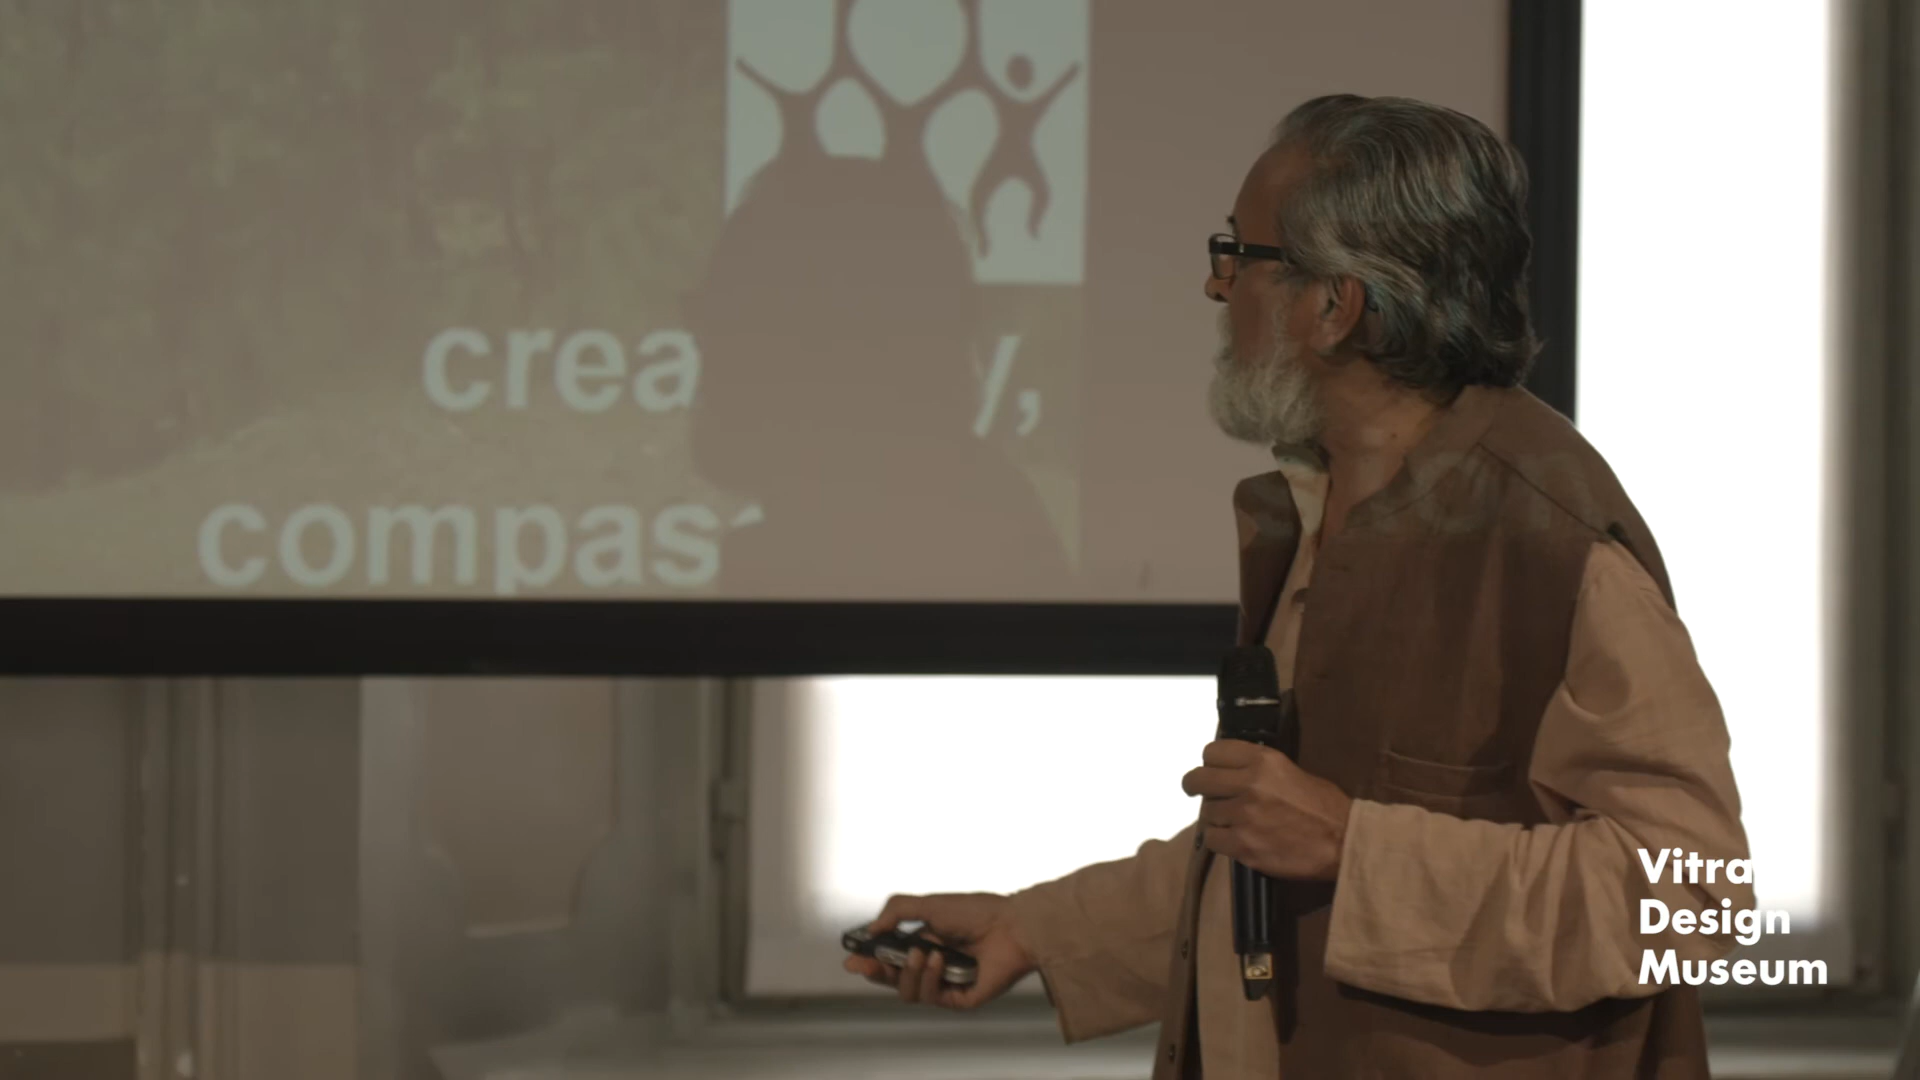 crea y,
compas
Vitra
Design
Museum